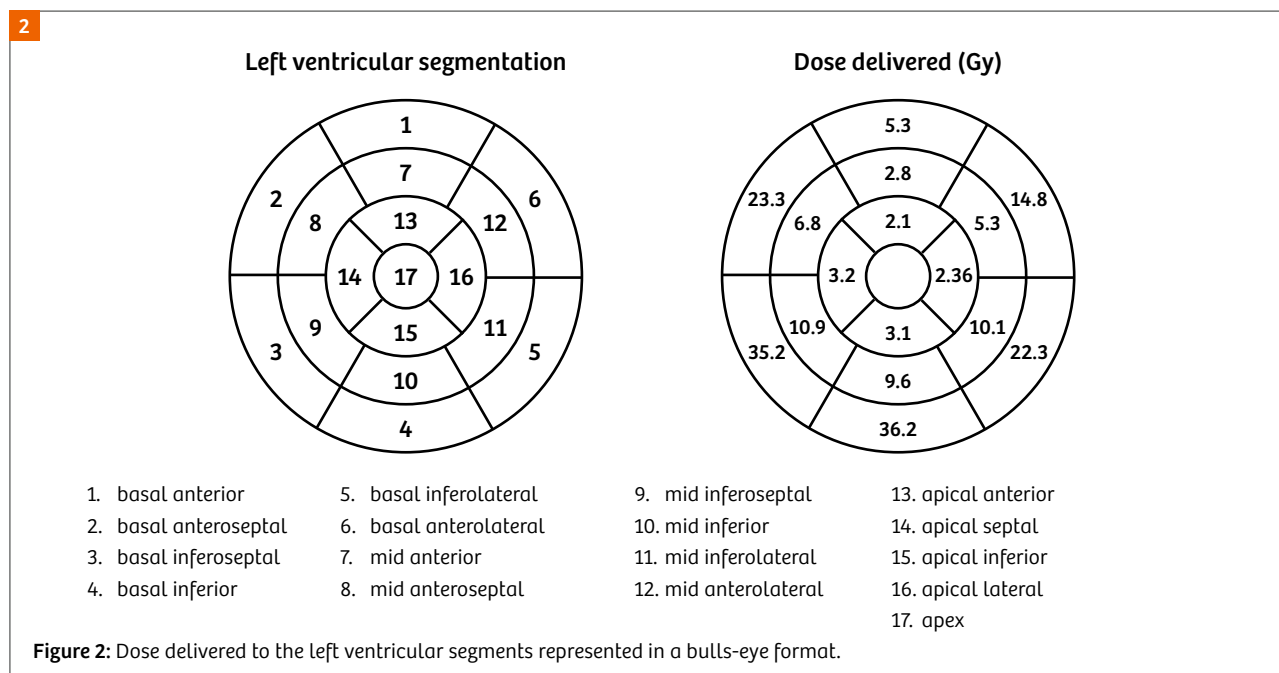 2
Left ventricular segmentation
Dose delivered (Gy)
1
7
2
6
8
13
12
14
17
16
9
15
11
3
5
10
4
5.3
2.8
23.3
14.8
6.8
2.1
5.3
3.2
2.36
10.9
3.1
10.1
35.2
22.3
9.6
36.2
1. basal anterior
2. basal anteroseptal
3. basal inferoseptal
4. basal inferior
5. basal inferolateral
6. basal anterolateral
7. mid anterior
8. mid anteroseptal
9. mid inferoseptal
10. mid inferior
11. mid inferolateral
12. mid anterolateral
13. apical anterior
14. apical septal
15. apical inferior
16. apical lateral
17. apex
Figure 2: Dose delivered to the left ventricular segments represented in a bulls-eye format.